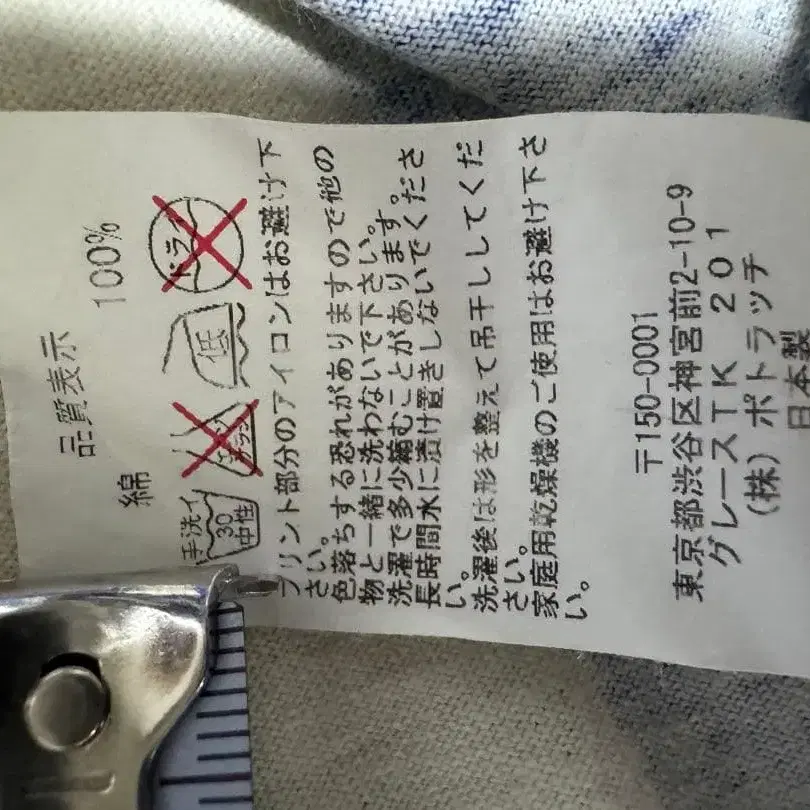 品質表示
綿 100%
手洗イ
30
中性
低
ドライ
プリント部分のアイロンはお避け下
さい。
色落ちする恐れがありますので他の
物と一緒に洗わないで下さい。
洗濯で多少縮むことがあります。
長時間水に漬け置きしないでくださ
い。
洗濯後は形を整えて吊干ししてくだ
さい。
家庭用乾燥機のご使用はお避け下さ
い。
〒150-0001
東京都渋谷区神宮前2-10-9
グレースTK 201
(株) ポトラッチ
日本製